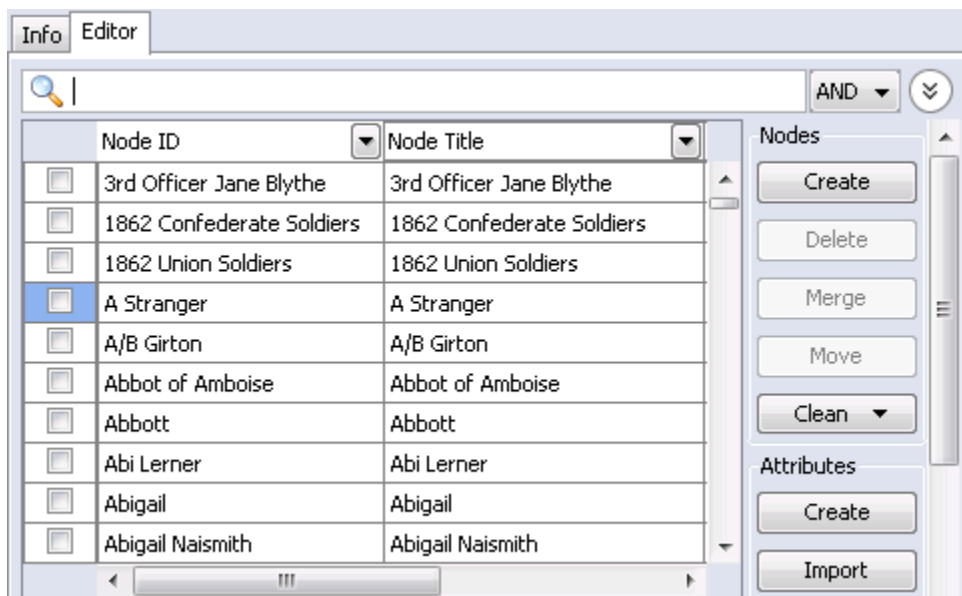 Info Editor
AND
Node ID Node Title
3rd Officer Jane Blythe 3rd Officer Jane Blythe
1862 Confederate Soldiers 1862 Confederate Soldiers
1862 Union Soldiers 1862 Union Soldiers
A Stranger A Stranger
A/B Girton A/B Girton
Abbot of Amboise Abbot of Amboise
Abbott Abbott
Abi Lerner Abi Lerner
Abigail Abigail
Abigail Naismith Abigail Naismith
Nodes
Create
Delete
Merge
Move
Clean
Attributes
Create
Import